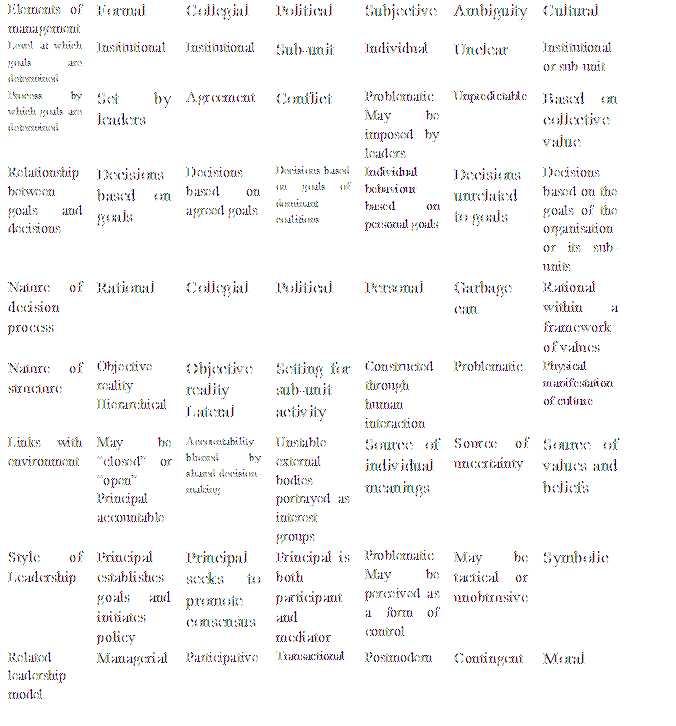 Elements of
management
Formal
Collegial
Political
Subjective
Ambiguity
Cultural
Level at which
goals are
determined
Institutional
Institutional
Sub-unit
Individual
Unclear
Institutional
or sub-unit
Process by
which goals are
determined
Set by
leaders
Agreement
Conflict
Problematic
May be
imposed by
leaders
Unpredictable
Based on
collective
value
Relationship
between
goals and
decisions
Decisions
based on
goals
Decisions
based on
agreed goals
Decisions based
on goals of
dominant
coalitions
Individual
behaviour
based on
personal goals
Decisions
unrelated
to goals
Decisions
based on the
goals of the
organisation
or its sub-
units
Nature of
decision
process
Rational
Collegial
Political
Personal
Garbage
can
Rational
within a
framework
of values
Nature of
structure
Objective
reality
Hierarchical
Objective
reality
Lateral
Setting for
sub-unit
activity
Constructed
through
human
interaction
Problematic
Physical
manifestation
of culture
Links with
environment
May be
“closed” or
“open”
Principal
accountable
Accountability
blurred by
shared decision-
making
Unstable
external
bodies
portrayed as
interest
groups
Source of
individual
meanings
Source of
uncertainty
Source of
values and
beliefs
Style of
Leadership
Principal
establishes
goals and
initiates
policy
Principal
seeks to
promote
consensus
Principal is
both
participant
and
mediator
Problematic
May be
perceived as
a form of
control
May be
tactical or
unobtrusive
Symbolic
Related
leadership
model
Managerial
Participative
Transactional
Postmodern
Contingent
Moral